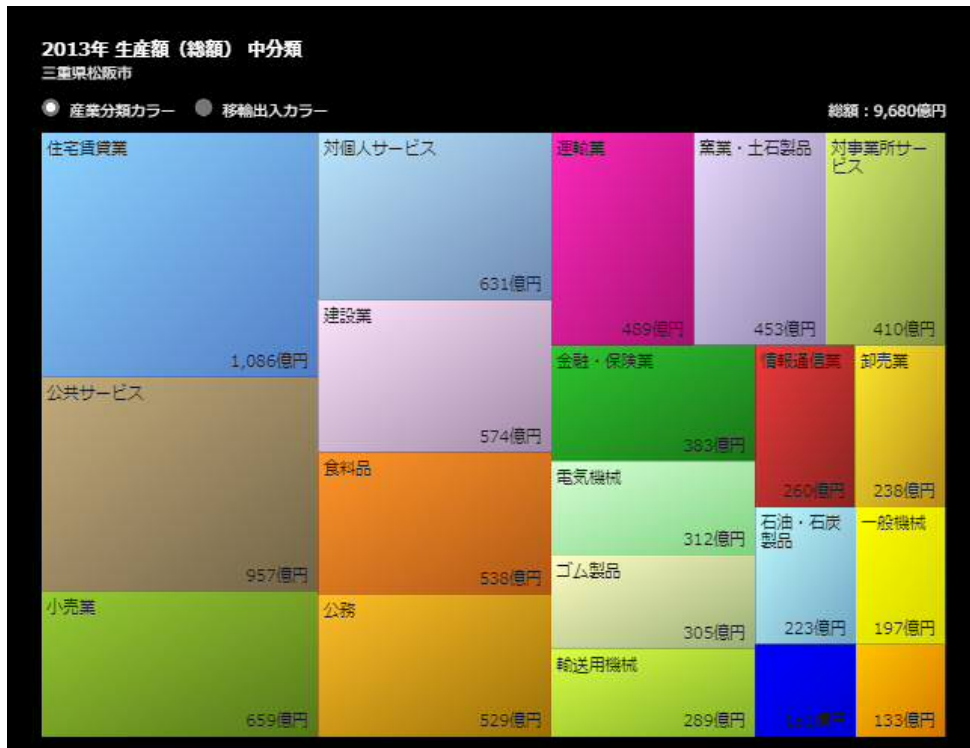 2013年 生産額（総額） 中分類
三重県松阪市
産業分類カラー 移輸出入カラー
総額：9,680億円
住宅賃貸業
1,086億円
公共サービス
957億円
小売業
659億円
対個人サービス
631億円
建設業
574億円
食料品
538億円
公務
529億円
運輸業
489億円
窯業・土石製品
453億円
対事業所サー
ビス
410億円
金融・保険業
383億円
電気機械
312億円
ゴム製品
305億円
輸送用機械
289億円
情報通信業
260億円
卸売業
238億円
石油・石炭
製品
223億円
一般機械
197億円
133億円